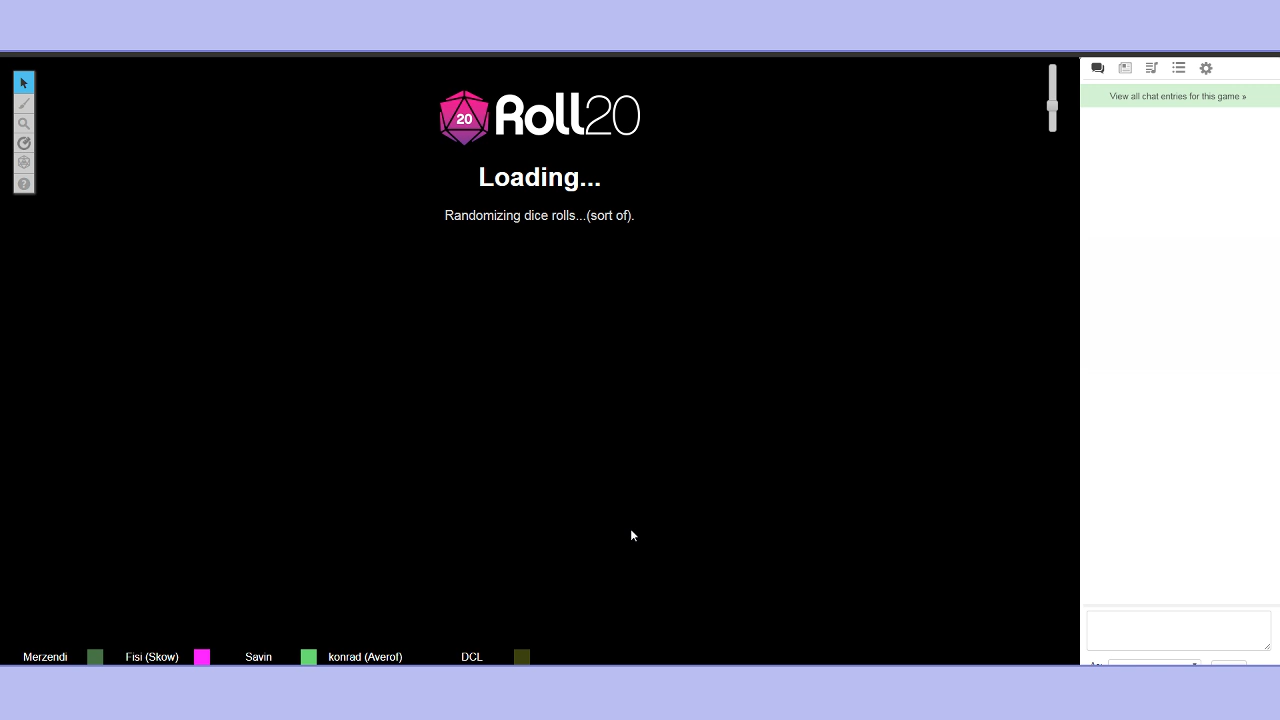 20 Roll20
Loading...
Randomizing dice rolls...(sort of).
View all chat entries for this game »
Merzendi Fisi (Skow) Savin konrad (Averof) DCL